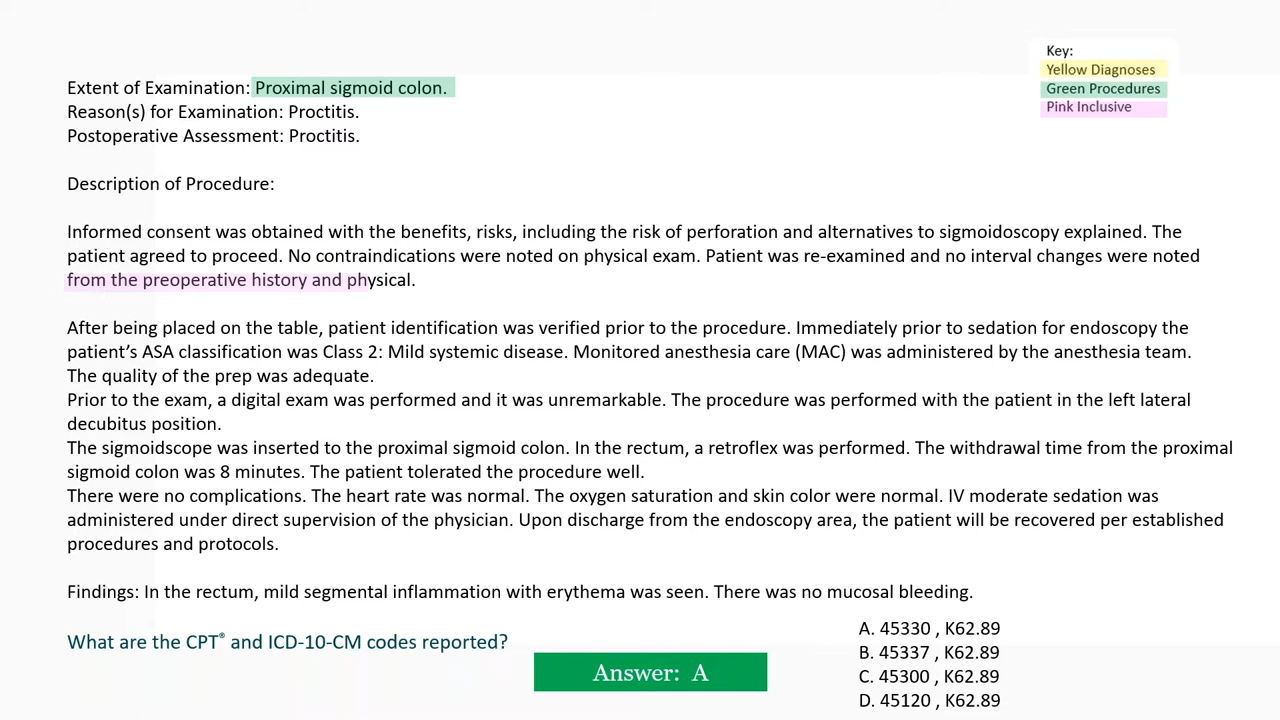 Key:
Yellow Diagnoses
Green Procedures
Pink Inclusive
Extent of Examination: Proximal sigmoid colon.
Reason(s) for Examination: Proctitis.
Postoperative Assessment: Proctitis.
Description of Procedure:
Informed consent was obtained with the benefits, risks, including the risk of perforation and alternatives to sigmoidoscopy explained. The
patient agreed to proceed. No contraindications were noted on physical exam. Patient was re-examined and no interval changes were noted
from the preoperative history and physical.
After being placed on the table, patient identification was verified prior to the procedure. Immediately prior to sedation for endoscopy the
patient’s ASA classification was Class 2: Mild systemic disease. Monitored anesthesia care (MAC) was administered by the anesthesia team.
The quality of the prep was adequate.
Prior to the exam, a digital exam was performed and it was unremarkable. The procedure was performed with the patient in the left lateral
decubitus position.
The sigmoidscope was inserted to the proximal sigmoid colon. In the rectum, a retroflex was performed. The withdrawal time from the proximal
sigmoid colon was 8 minutes. The patient tolerated the procedure well.
There were no complications. The heart rate was normal. The oxygen saturation and skin color were normal. IV moderate sedation was
administered under direct supervision of the physician. Upon discharge from the endoscopy area, the patient will be recovered per established
procedures and protocols.
Findings: In the rectum, mild segmental inflammation with erythema was seen. There was no mucosal bleeding.
What are the CPT® and ICD-10-CM codes reported?
A. 45330 , K62.89
B. 45337 , K62.89
C. 45300 , K62.89
D. 45120 , K62.89
Answer: A